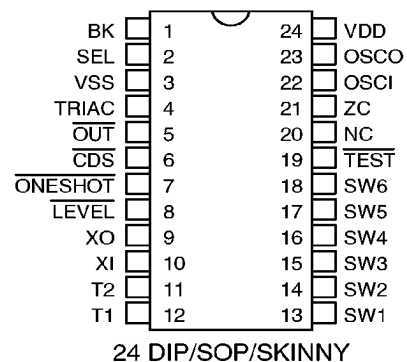 BK 1 24 VDD
SEL 2 23 OSCO
VSS 3 22 OSCI
TRIAC 4 21 ZC
OUT 5 20 NC
CDS 6 19 TEST
ONESHOT 7 18 SW6
LEVEL 8 17 SW5
XO 9 16 SW4
XI 10 15 SW3
T2 11 14 SW2
T1 12 13 SW1
24 DIP/SOP/SKINNY